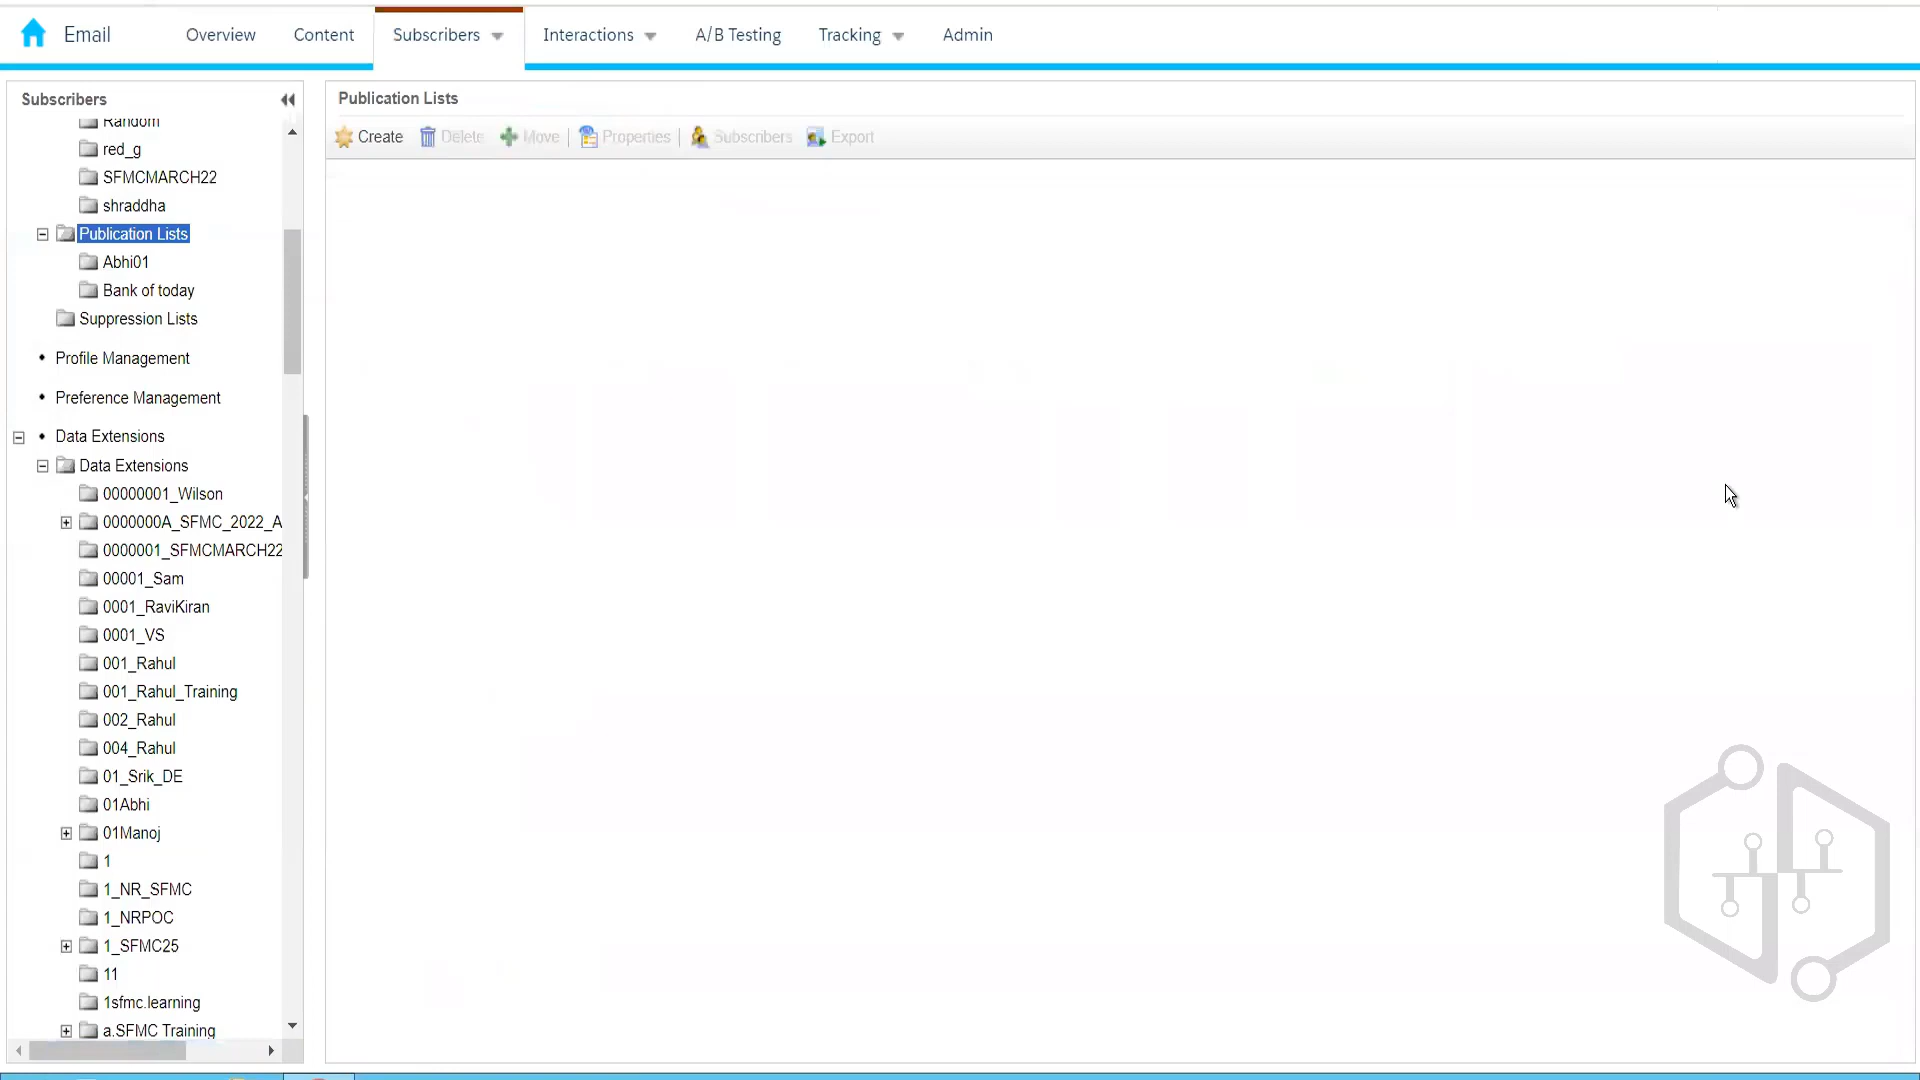 Email
Overview
Content
Subscribers
Interactions
A/B Testing
Tracking
Admin
Subscribers
Random
red_g
SFMCMARCH22
shraddha
Publication Lists
Abhi01
Bank of today
Suppression Lists
• Profile Management
• Preference Management
• Data Extensions
Data Extensions
00000001_Wilson
0000000A_SFMC_2022_A
0000001_SFMCMARCH22
00001_Sam
0001_RaviKiran
0001_VS
001_Rahul
001_Rahul_Training
002_Rahul
004_Rahul
01_Srik_DE
01Abhi
01Manoj
1
1_NR_SFMC
1_NRPOC
1_SFMC25
11
1sfmc.learning
a.SFMC Training
Publication Lists
Create Delete Move | Properties | Subscribers Export